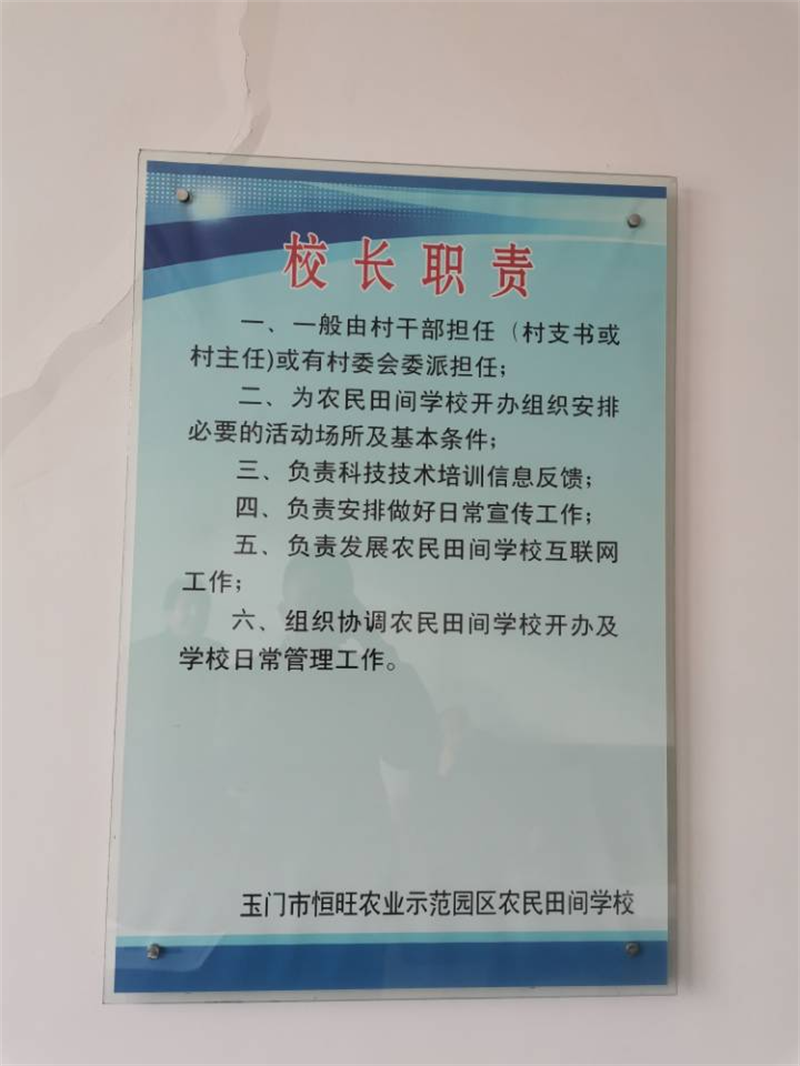 校长职责
一、一般由村干部担任（村支书或
村主任)或有村委会委派担任；
二、为农民田间学校开办组织安排
必要的活动场所及基本条件；
三、负责科技技术培训信息反馈；
四、负责安排做好日常宣传工作；
五、负责发展农民田间学校互联网
工作；
六、组织协调农民田间学校开办及
学校日常管理工作。
玉门市恒旺农业示范园区农民田间学校